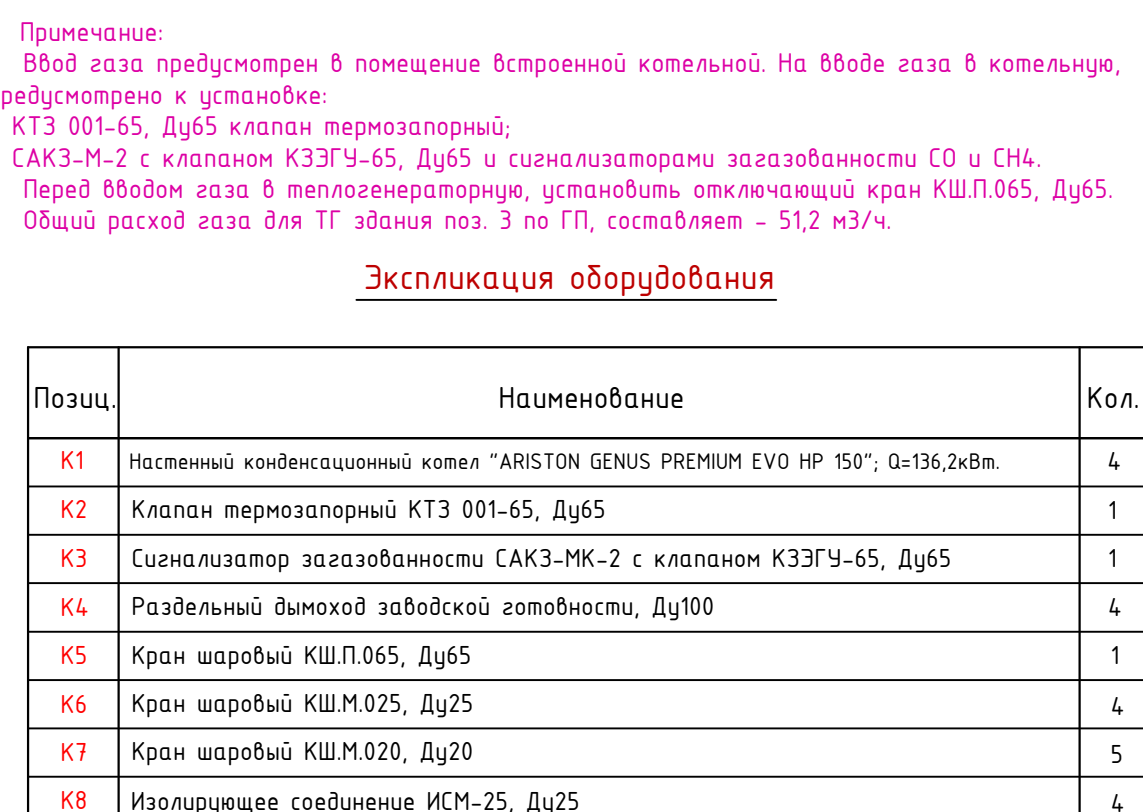 Примечание:
Ввод газа предусмотрен в помещение встроенной котельной. На вводе газа в котельную,
редусмотрено к установке:
КТЗ 001-65, Ду65 клапан термозапорный;
САКЗ-М-2 с клапаном КЗЭГУ-65, Ду65 и сигнализаторами загазованности СО и СН4.
Перед вводом газа в теплогенераторную, установить отключающий кран КШ.П.065, Ду65.
Общий расход газа для ТГ здания поз. 3 по ГП, составляет - 51,2 м3/ч.
Экспликация оборудования
Позиц. Наименование Кол.
К1 Настенный конденсационный котел "ARISTON GENUS PREMIUM EVO HP 150"; Q=136,2кВт. 4
К2 Клапан термозапорный КТЗ 001-65, Ду65 1
К3 Сигнализатор загазованности САКЗ-МК-2 с клапаном КЗЭГУ-65, Ду65 1
К4 Раздельный дымоход заводской готовности, Ду100 4
К5 Кран шаровый КШ.П.065, Ду65 1
К6 Кран шаровый КШ.М.025, Ду25 4
К7 Кран шаровый КШ.М.020, Ду20 5
К8 Изолирующее соединение ИСМ-25, Ду25 4